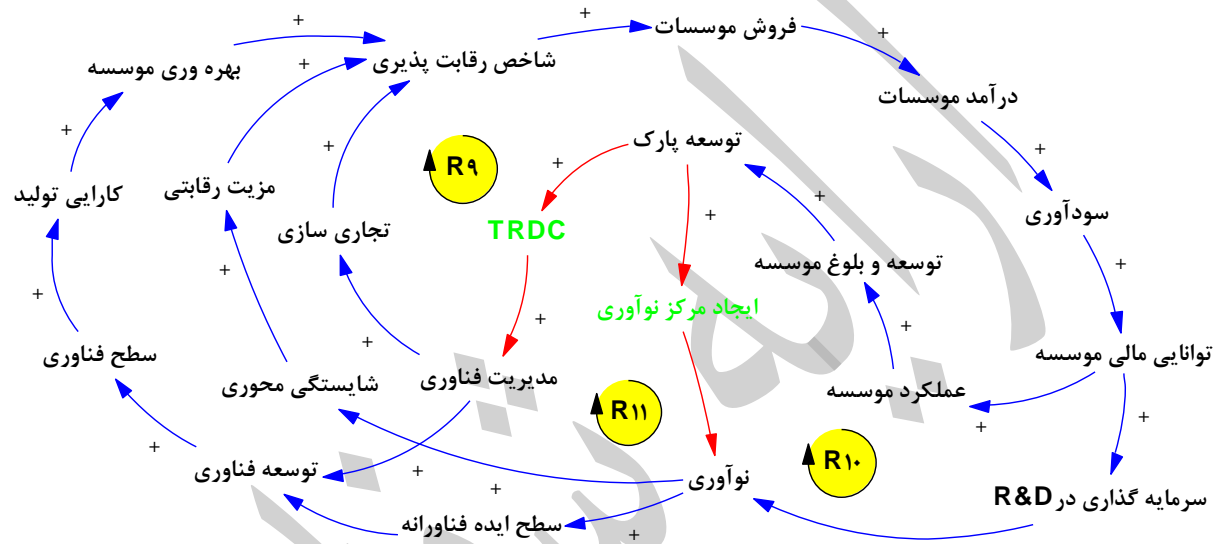 فروش موسسات
شاخص رقابت پذیری
بهره وری موسسه
درآمد موسسات
توسعه پارک
R۹
مزیت رقابتی
کارایی تولید
سودآوری
تجاری سازی
TRDC
توسعه و بلوغ موسسه
ایجاد مرکز نوآوری
توانایی مالی موسسه
سطح فناوری
مدیریت فناوری
شایستگی محوری
عملکرد موسسه
R۱۱
R۱۰
توسعه فناوری
نوآوری
سرمایه گذاری در R&D
سطح ایده فناورانه